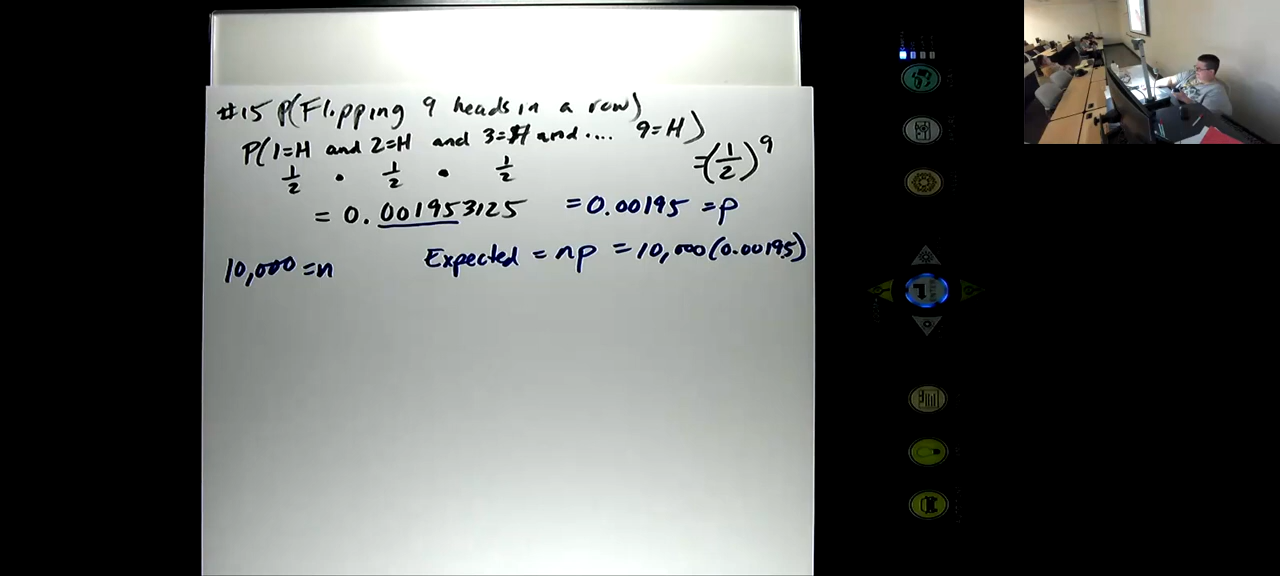 #15 P(Flipping 9 heads in a row)
P(1=H and 2=H and 3=H and .... 9=H)
1/2 • 1/2 • 1/2 =(1/2)^9
= 0.001953125 =0.00195 =p
10,000 =n Expected = np =10,000(0.00195)